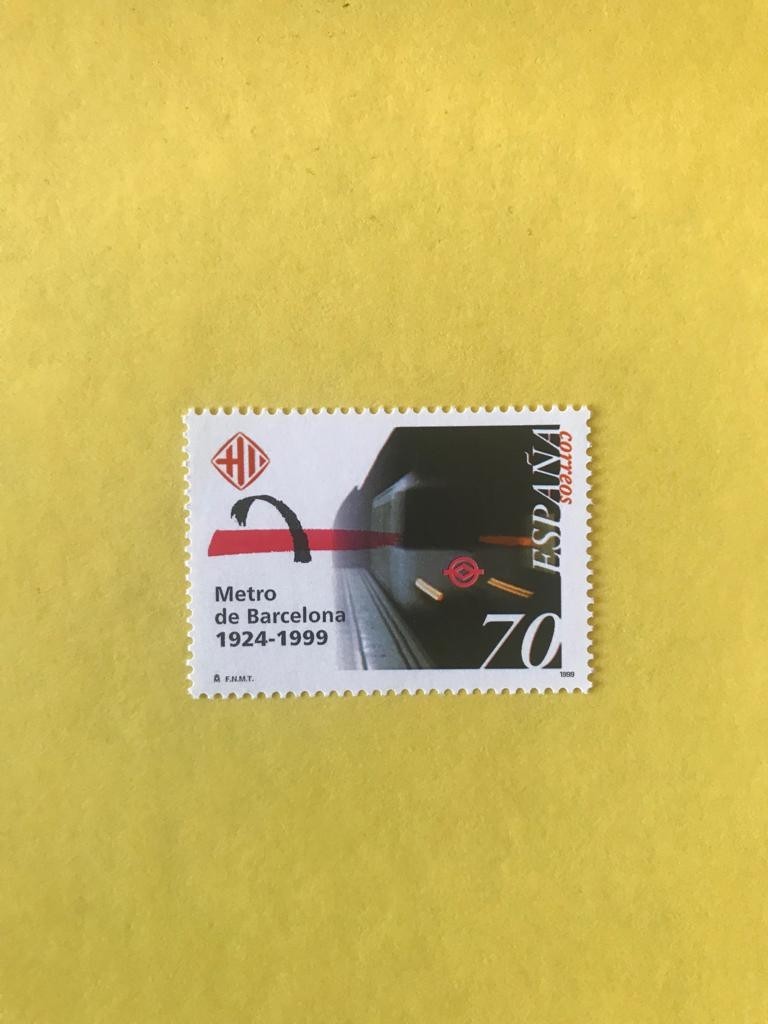 correos
ESPAÑA
Metro
de Barcelona
1924-1999
70
F.N.M.T.
1999